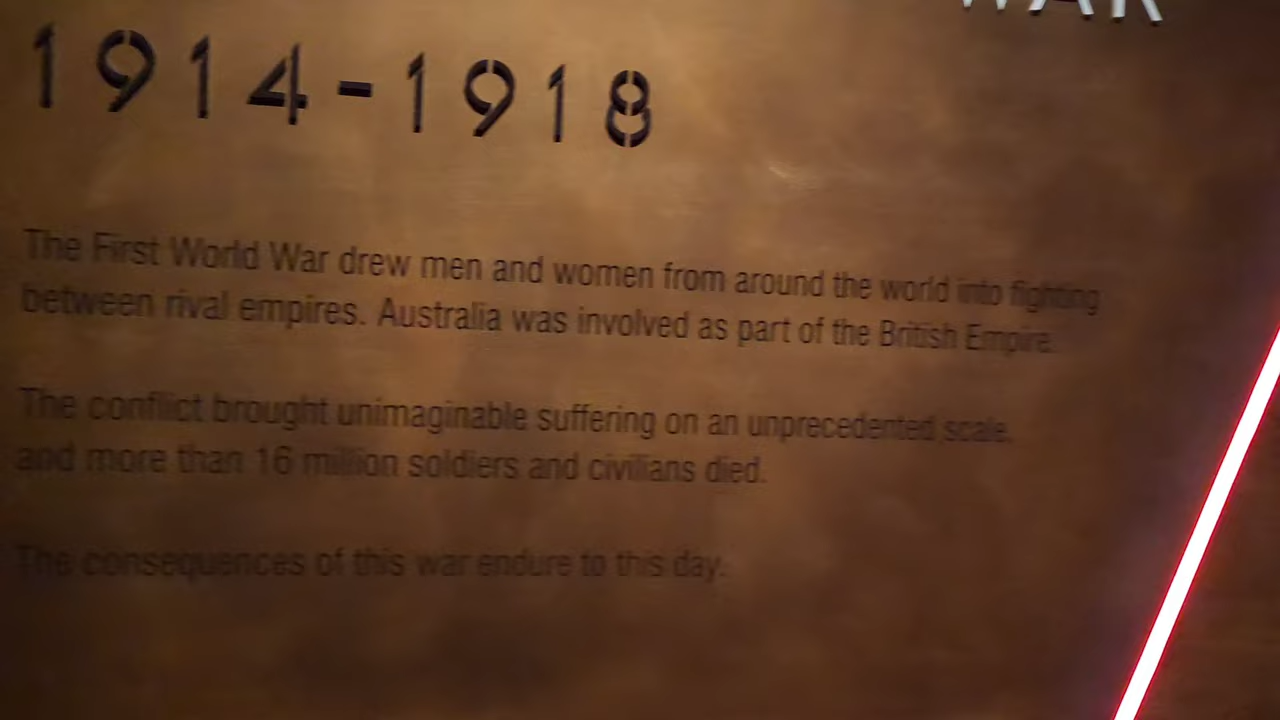 WAR
1914-1918
The First World War drew men and women from around the world into fighting
between rival empires. Australia was involved as part of the British Empire.
The conflict brought unimaginable suffering on an unprecedented scale,
and more than 16 million soldiers and civilians died.
The consequences of this war endure to this day.